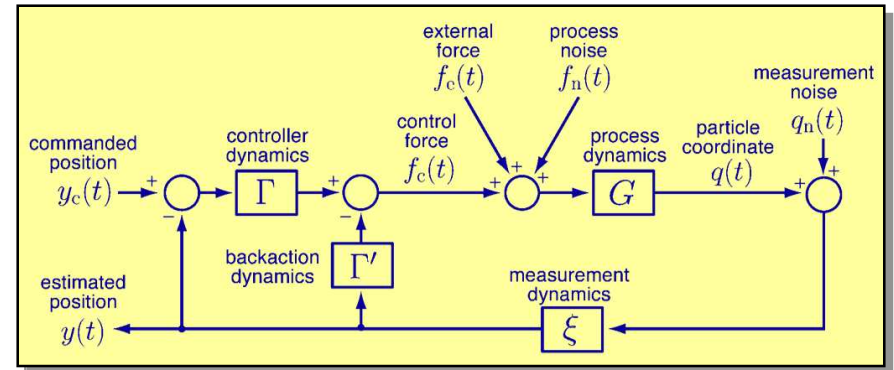 external
force
f_c(t)
process
noise
f_n(t)
measurement
noise
q_n(t)
commanded
position
y_c(t)
controller
dynamics
Γ
control
force
f_c(t)
process
dynamics
G
particle
coordinate
q(t)
+
−
+
−
+
+
+
+
+
backaction
dynamics
Γ′
estimated
position
y(t)
measurement
dynamics
ξ